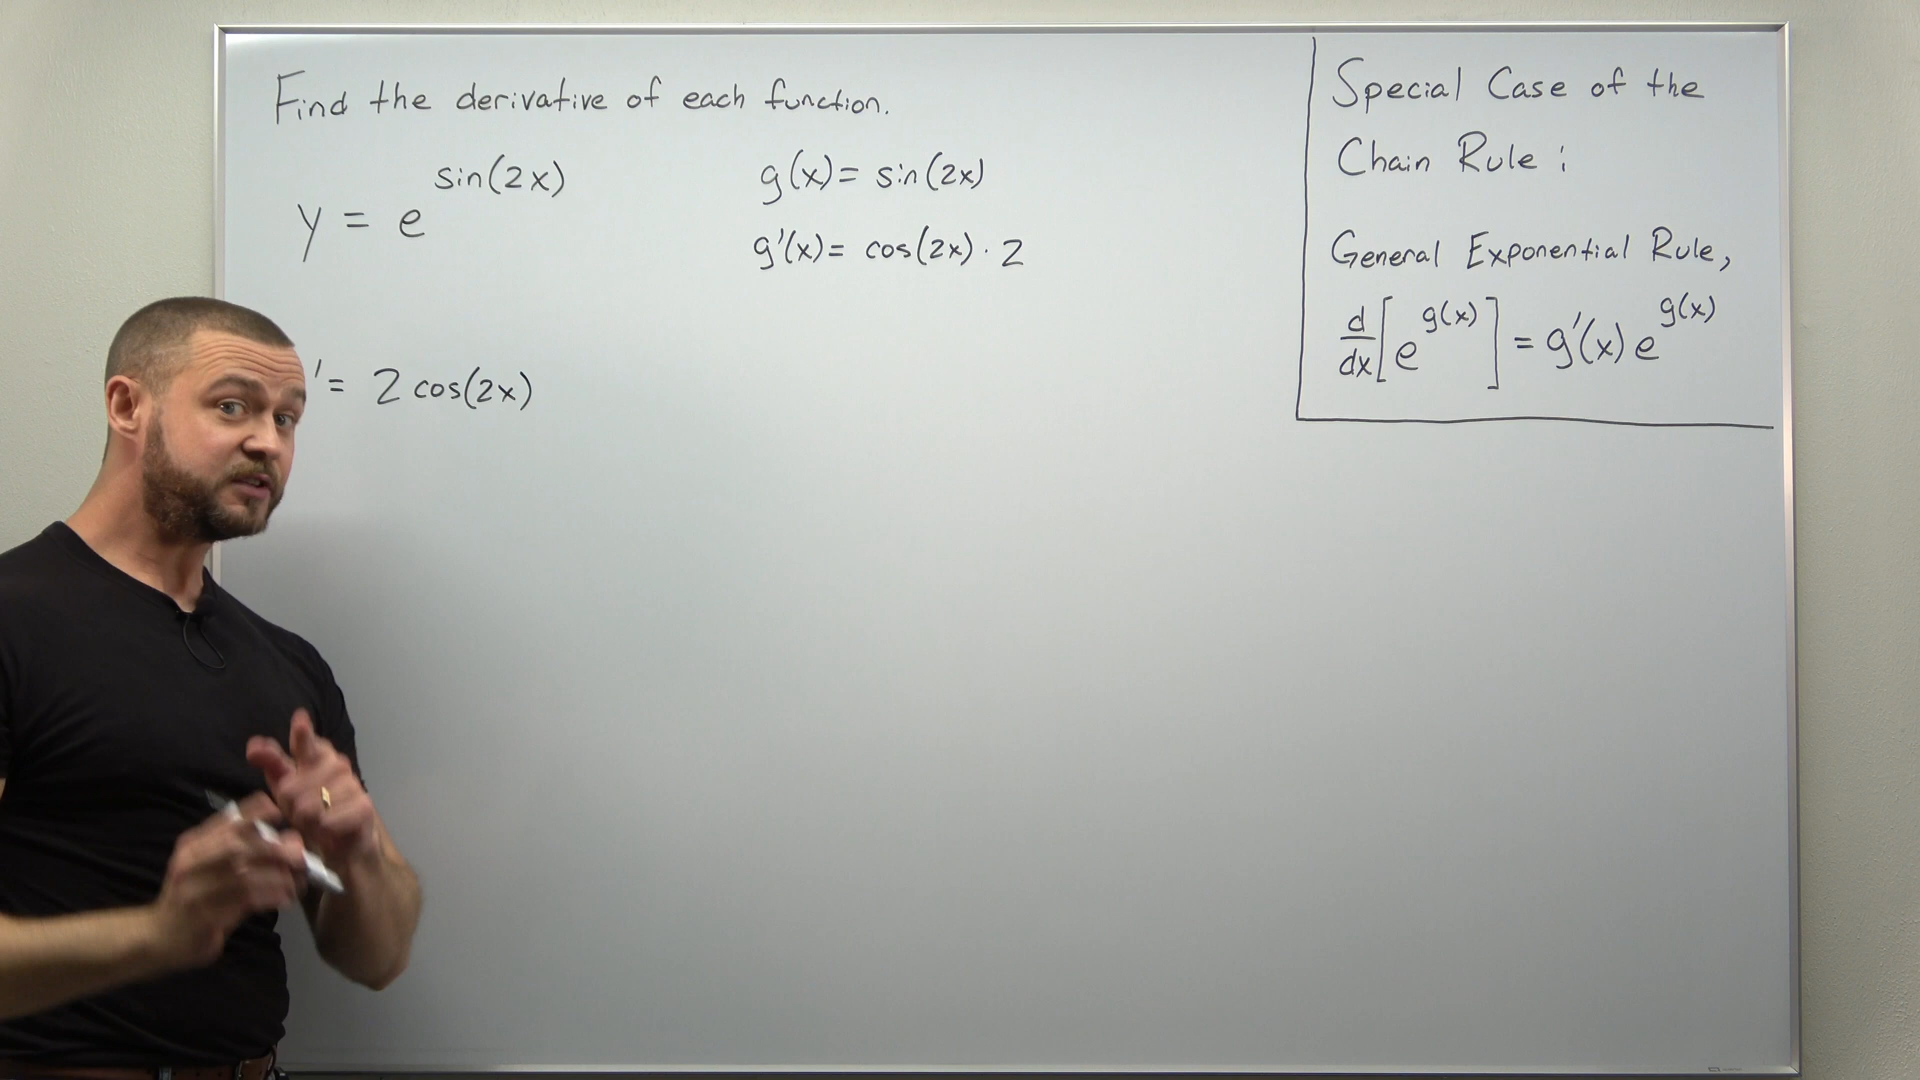 Find the derivative of each function.
y = e^sin(2x)
g(x) = sin(2x)
g'(x) = cos(2x) · 2
' = 2 cos(2x)
Special Case of the
Chain Rule :
General Exponential Rule,
d/dx [e^g(x)] = g'(x) e^g(x)